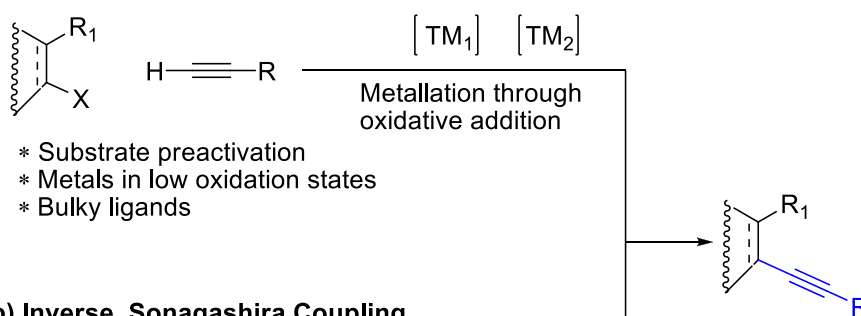 R₁
[TM₁] [TM₂]
H R
X
Metallation through
oxidative addition
* Substrate preactivation
* Metals in low oxidation states
* Bulky ligands
R₁
R
b) Inverse Sonagashira Coupling